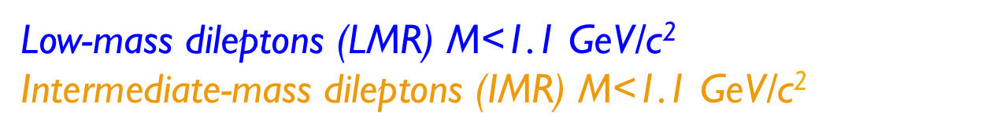 Low-mass dileptons (LMR) M<1.1 GeV/c²
Intermediate-mass dileptons (IMR) M<1.1 GeV/c²